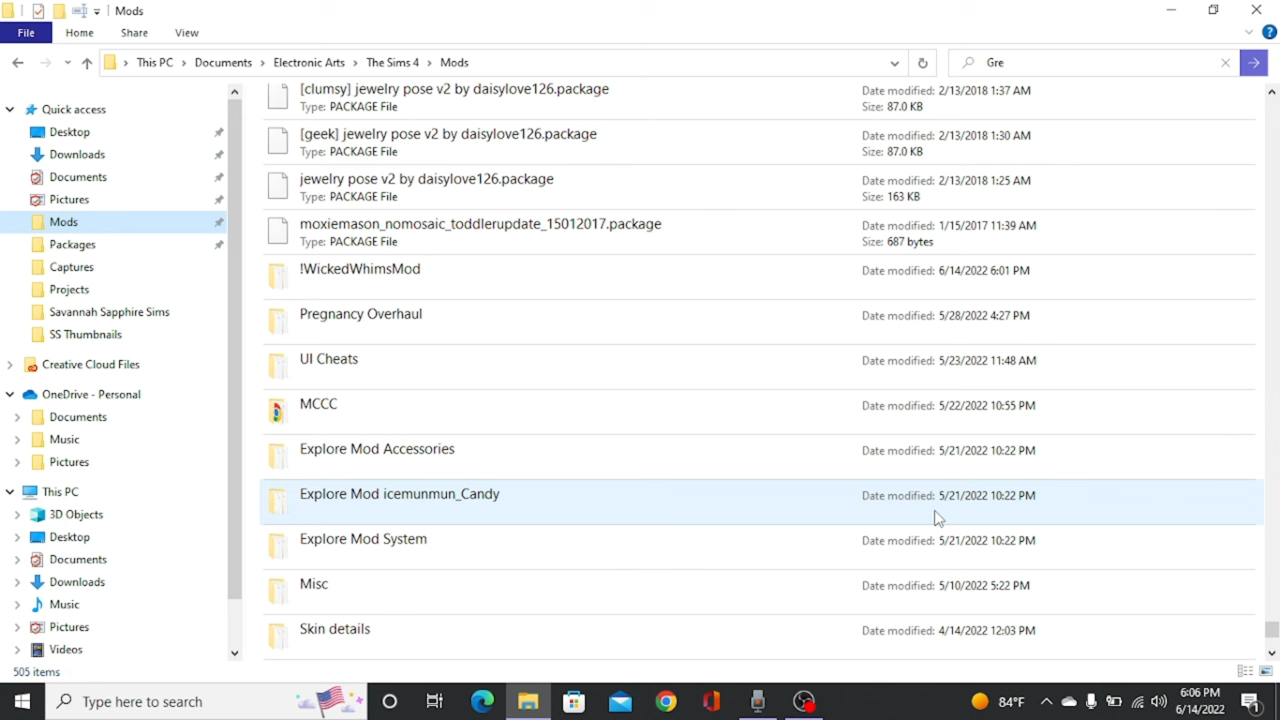 Mods
File
Home
Share
View
This PC
Documents
Electronic Arts
The Sims 4
Mods
Gre
Quick access
Desktop
Downloads
Documents
Pictures
Mods
Packages
Captures
Projects
Savannah Sapphire Sims
SS Thumbnails
Creative Cloud Files
OneDrive - Personal
Documents
Music
Pictures
This PC
3D Objects
Desktop
Documents
Downloads
Music
Pictures
Videos
[clumsy] jewelry pose v2 by daisylove126.package
Date modified: 2/13/2018 1:37 AM
Type: PACKAGE File
Size: 87.0 KB
[geek] jewelry pose v2 by daisylove126.package
Date modified: 2/13/2018 1:30 AM
Type: PACKAGE File
Size: 87.0 KB
jewelry pose v2 by daisylove126.package
Date modified: 2/13/2018 1:25 AM
Type: PACKAGE File
Size: 163 KB
moxiemason_nomosaic_toddlerupdate_15012017.package
Date modified: 1/15/2017 11:39 AM
Type: PACKAGE File
Size: 687 bytes
!WickedWhimsMod
Date modified: 6/14/2022 6:01 PM
Pregnancy Overhaul
Date modified: 5/28/2022 4:27 PM
UI Cheats
Date modified: 5/23/2022 11:48 AM
MCCC
Date modified: 5/22/2022 10:55 PM
Explore Mod Accessories
Date modified: 5/21/2022 10:22 PM
Explore Mod icemunmun_Candy
Date modified: 5/21/2022 10:22 PM
Explore Mod System
Date modified: 5/21/2022 10:22 PM
Misc
Date modified: 5/10/2022 5:22 PM
Skin details
Date modified: 4/14/2022 12:03 PM
505 items
Type here to search
84°F
6:06 PM
6/14/2022
1